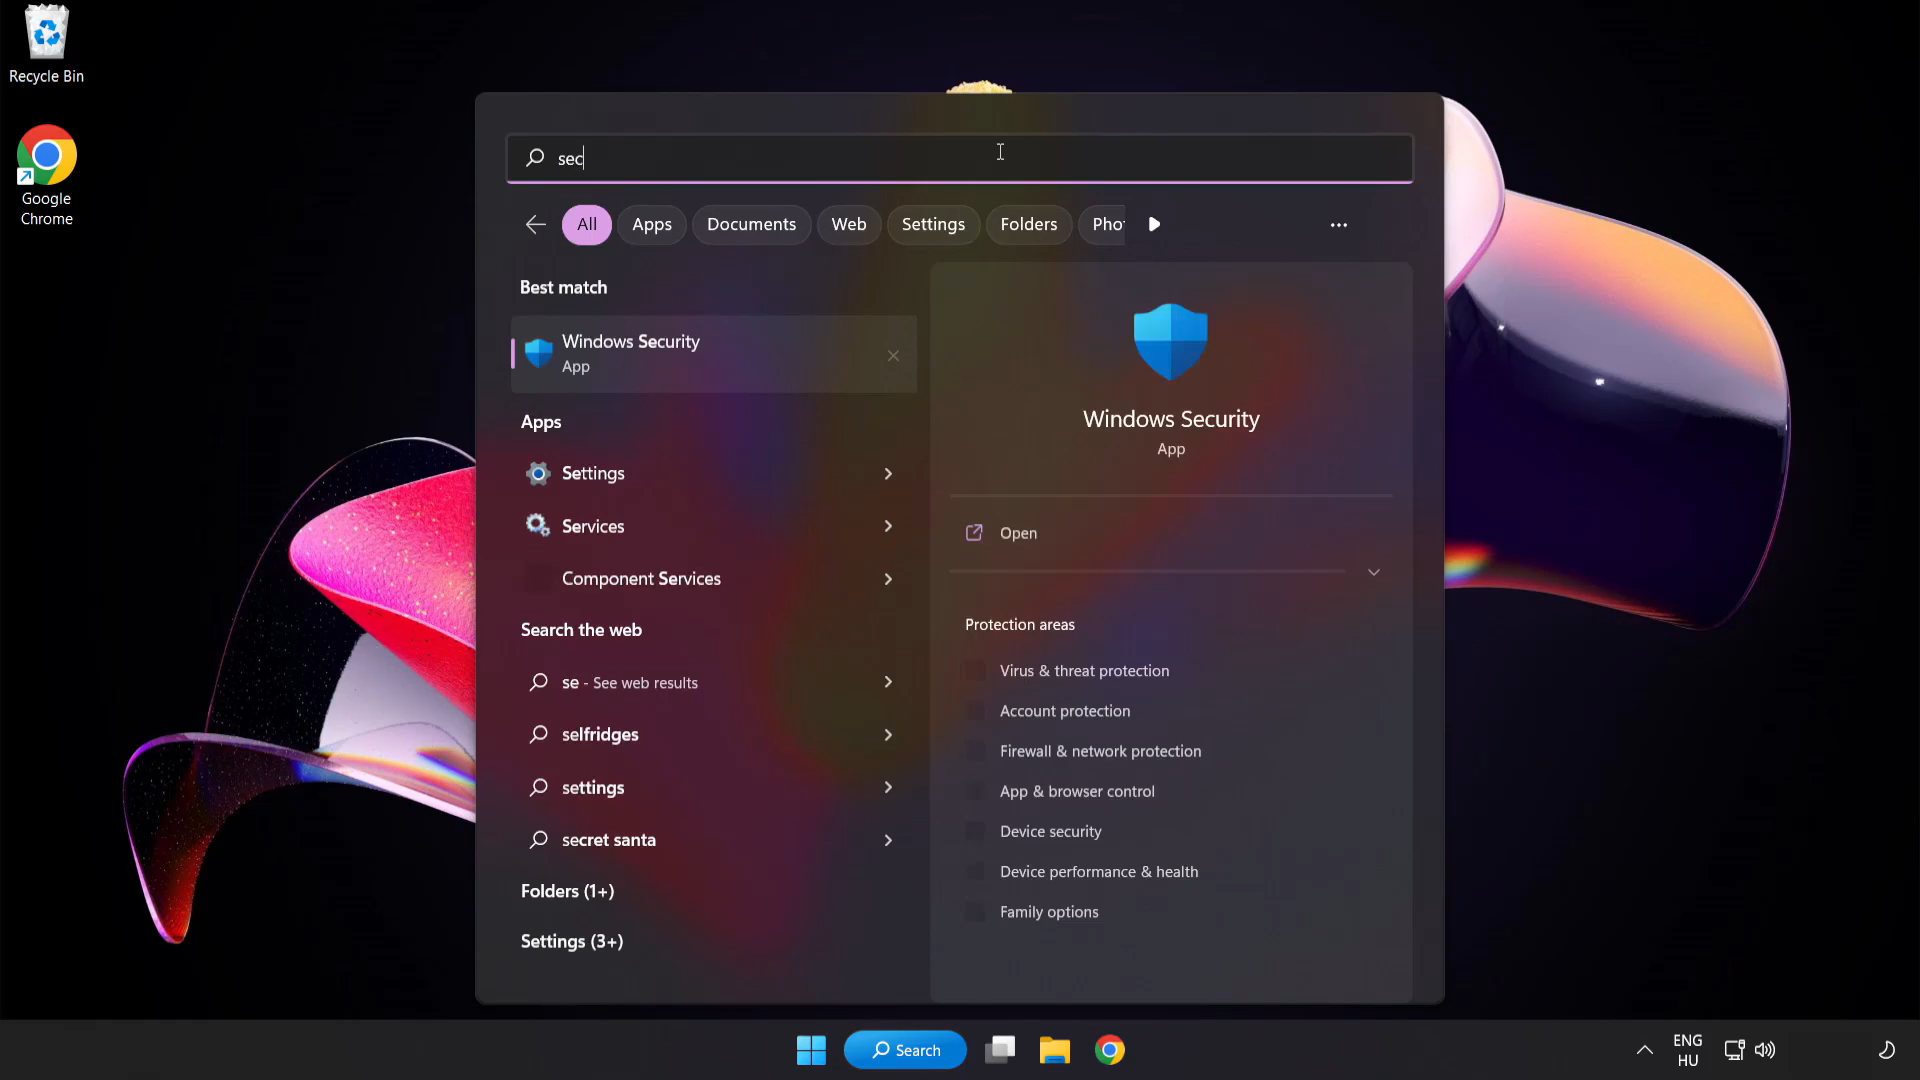 Recycle Bin
Google
Chrome
sec
All
Apps
Documents
Web
Settings
Folders
Pho
Best match
Windows Security
App
Apps
Settings
Services
Component Services
Search the web
se - See web results
selfridges
settings
secret santa
Folders (1+)
Settings (3+)
Windows Security
App
Open
Protection areas
Virus & threat protection
Account protection
Firewall & network protection
App & browser control
Device security
Device performance & health
Family options
Search
ENG
HU